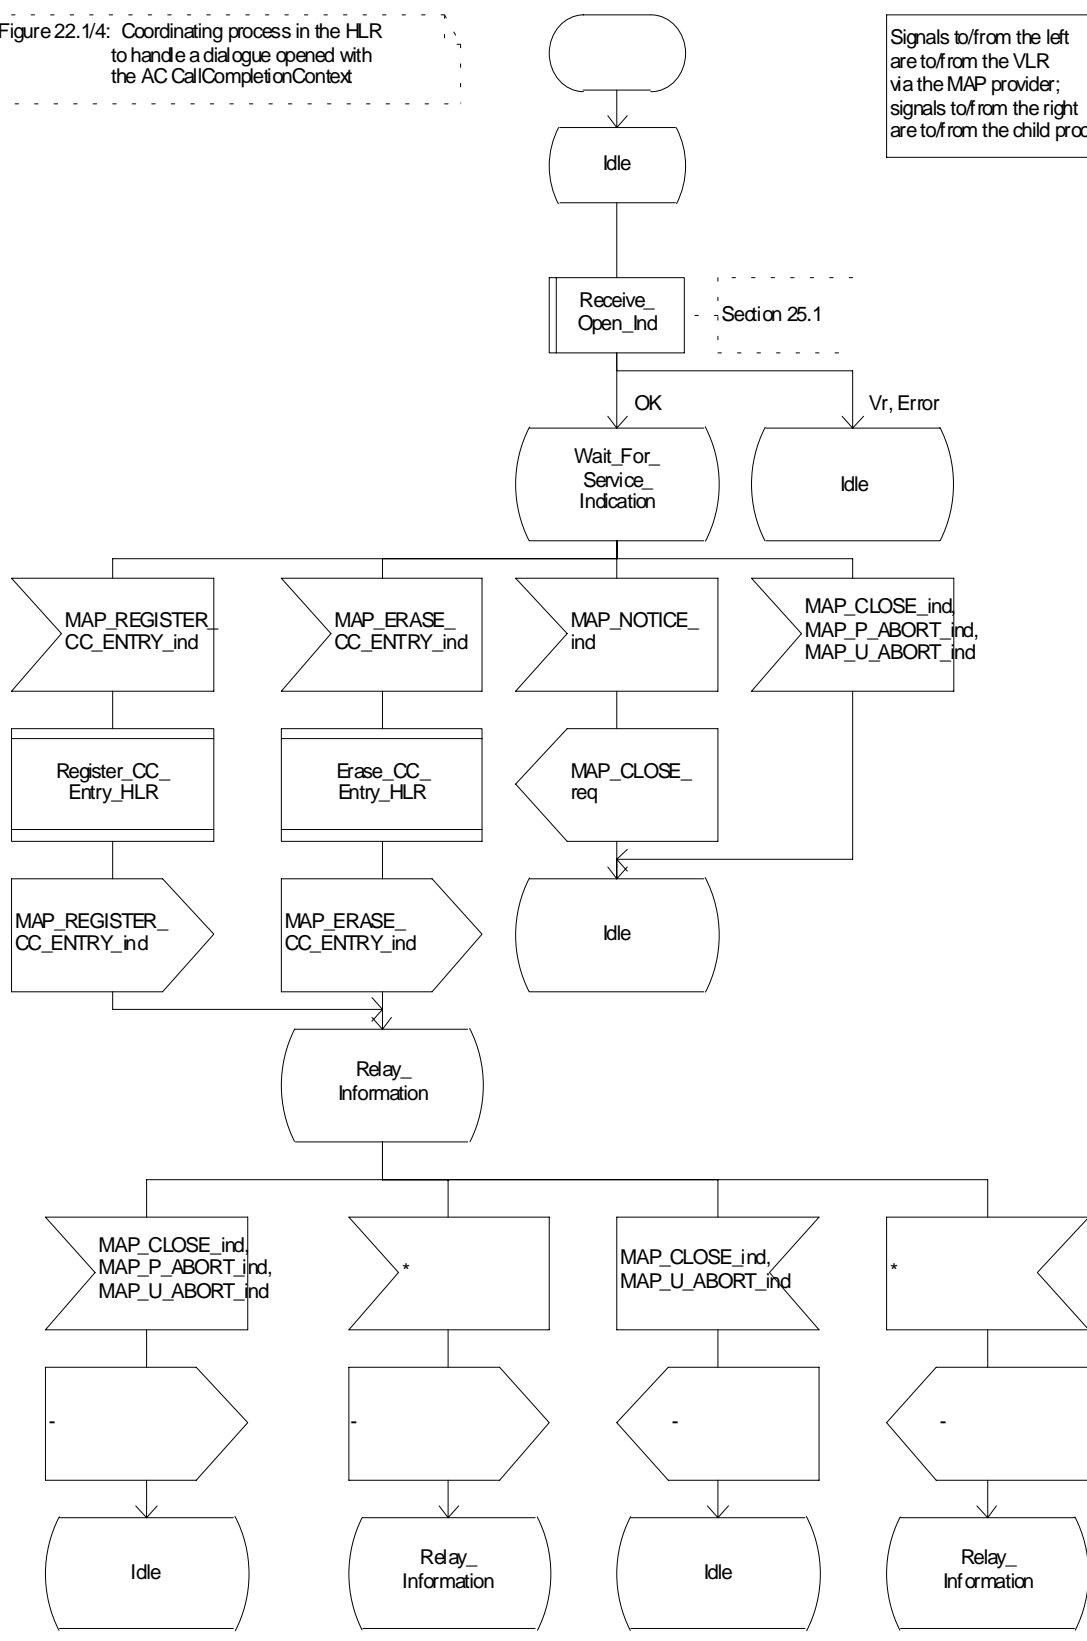 Figure 22.1/4: Coordinating process in the HLR
to handle a dialogue opened with
the AC CallCompletionContext
Signals to/from the left
are to/from the VLR
via the MAP provider;
signals to/from the right
are to/from the child
Idle
Receive_
Open_Ind
Section 25.1
OK
Vr, Error
Wait_For_
Service_
Indication
Idle
MAP_REGISTER_
CC_ENTRY_ind
MAP_ERASE_
CC_ENTRY_ind
MAP_NOTICE_
ind
MAP_CLOSE_ind,
MAP_P_ABORT_ind,
MAP_U_ABORT_ind
Register_CC_
Entry_HLR
Erase_CC_
Entry_HLR
MAP_CLOSE_
req
MAP_REGISTER_
CC_ENTRY_ind
MAP_ERASE_
CC_ENTRY_ind
Idle
Relay_
Information
MAP_CLOSE_ind,
MAP_P_ABORT_ind,
MAP_U_ABORT_ind
*
MAP_CLOSE_ind,
MAP_U_ABORT_ind
*
-
-
-
-
Idle
Relay_
Information
Idle
Relay_
Information